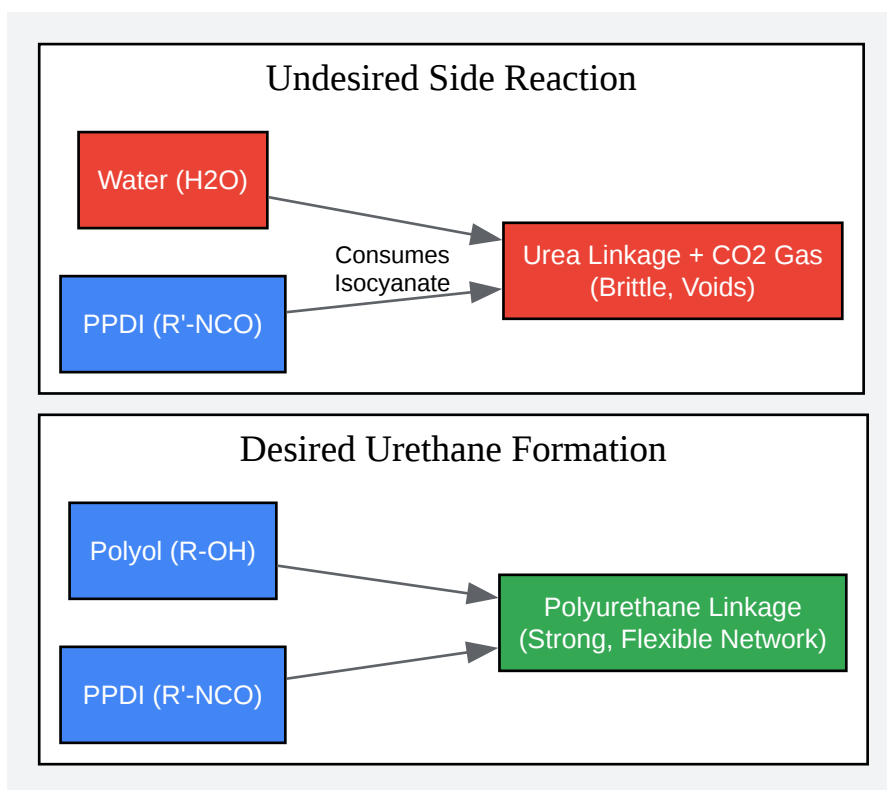 Undesired Side Reaction
Water (H2O)
Consumes
Isocyanate
PPDI (R'-NCO)
Urea Linkage + CO2 Gas
(Brittle, Voids)
Desired Urethane Formation
Polyol (R-OH)
PPDI (R'-NCO)
Polyurethane Linkage
(Strong, Flexible Network)